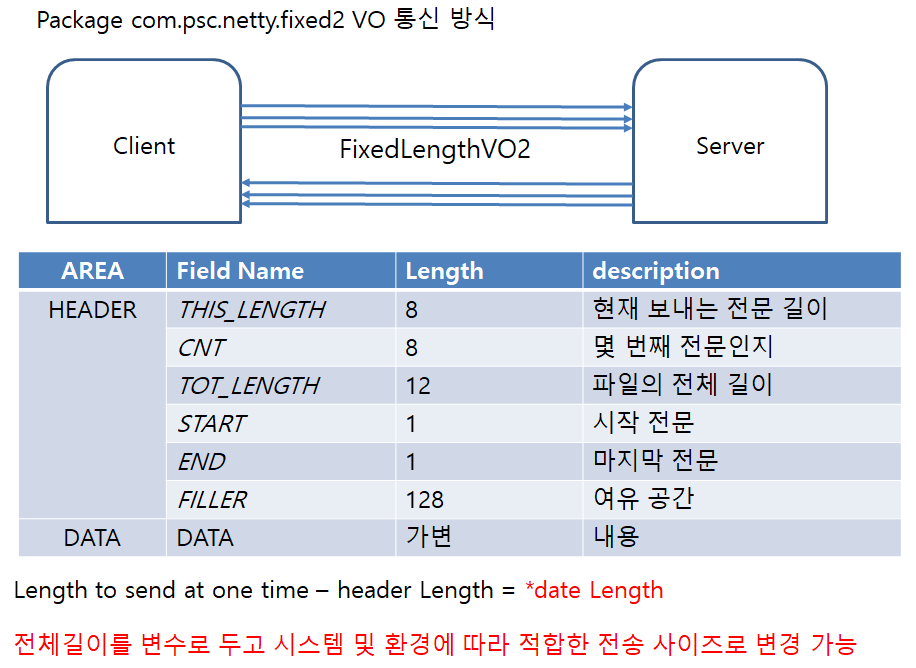 Package com.psc.netty.fixed2 VO 통신 방식
Client
FixedLengthVO2
Server
AREA Field Name Length description
HEADER THIS_LENGTH 8 현재 보내는 전문 길이
CNT 8 몇 번째 전문인지
TOT_LENGTH 12 파일의 전체 길이
START 1 시작 전문
END 1 마지막 전문
FILLER 128 여유 공간
DATA DATA 가변 내용
Length to send at one time – header Length = *date Length
전체길이를 변수로 두고 시스템 및 환경에 따라 적합한 전송 사이즈로 변경 가능